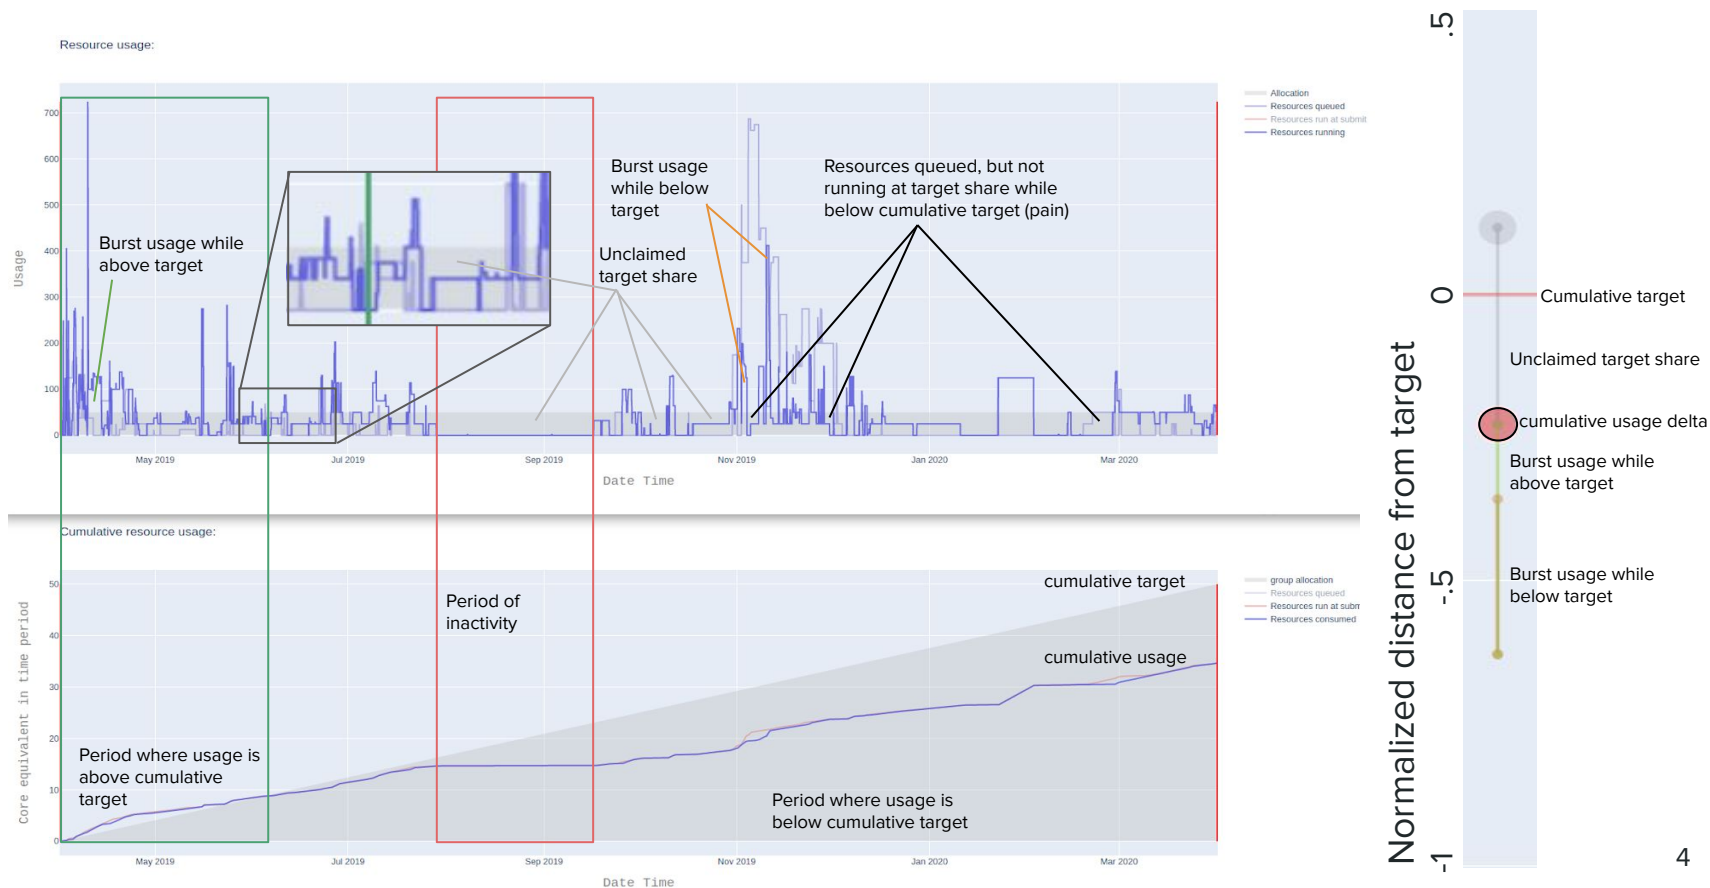 Resource usage:
Usage
700
600
500
400
300
200
100
0
May 2019
Jul 2019
Sep 2019
Nov 2019
Jan 2020
Mar 2020
Date Time
Allocation
Resources queued
Resources run at submit
Resources running
Burst usage while
above target
Burst usage
while below
target
Unclaimed
target share
Resources queued, but not
running at target share while
below cumulative target (pain)
Cumulative resource usage:
Core equivalent in time period
50
40
30
20
10
0
May 2019
Jul 2019
Sep 2019
Nov 2019
Jan 2020
Mar 2020
Date Time
group allocation
Resources queued
Resources run at subm
Resources consumed
Period where usage is
above cumulative
target
Period of
inactivity
cumulative target
cumulative usage
Period where usage is
below cumulative target
Normalized distance from target
.5
0
-.5
-1
Cumulative target
Unclaimed target share
cumulative usage delta
Burst usage while
above target
Burst usage while
below target
4